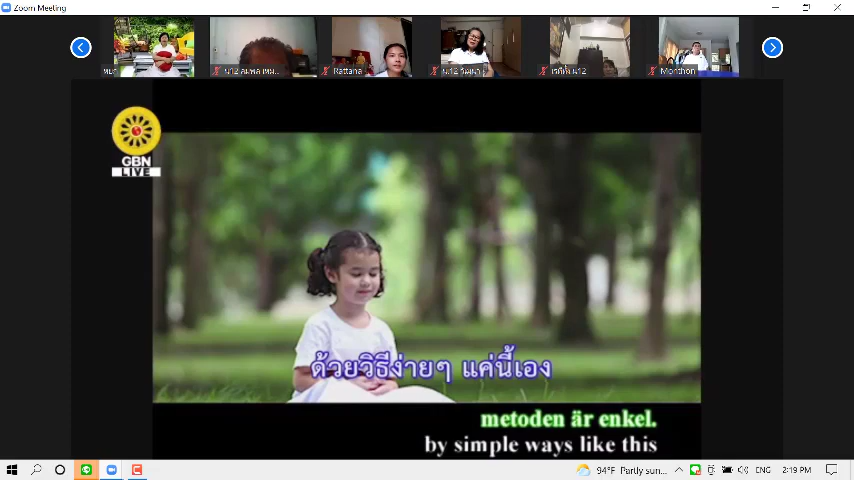 Zoom Meeting
Rattana
Monthon
GBN
LIVE
ด้วยวิธีง่ายๆ แค่นี้เอง
metoden är enkel.
by simple ways like this
94°F Partly sun...
ENG
2:19 PM